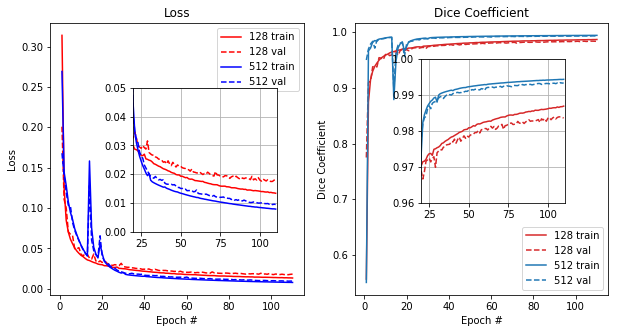 Loss
0.30
0.25
0.20
0.15
0.10
0.05
0.00
Loss
0 20 40 60 80 100
Epoch #
128 train
128 val
512 train
512 val
0.05
0.04
0.03
0.02
0.01
0.00
50 75 100
Dice Coefficient
1.0
0.9
0.8
0.7
0.6
Dice Coefficient
0 20 40 60 80 100
Epoch #
1.00
0.99
0.98
0.97
0.96
25 50 75 100
128 train
128 val
512 train
512 val